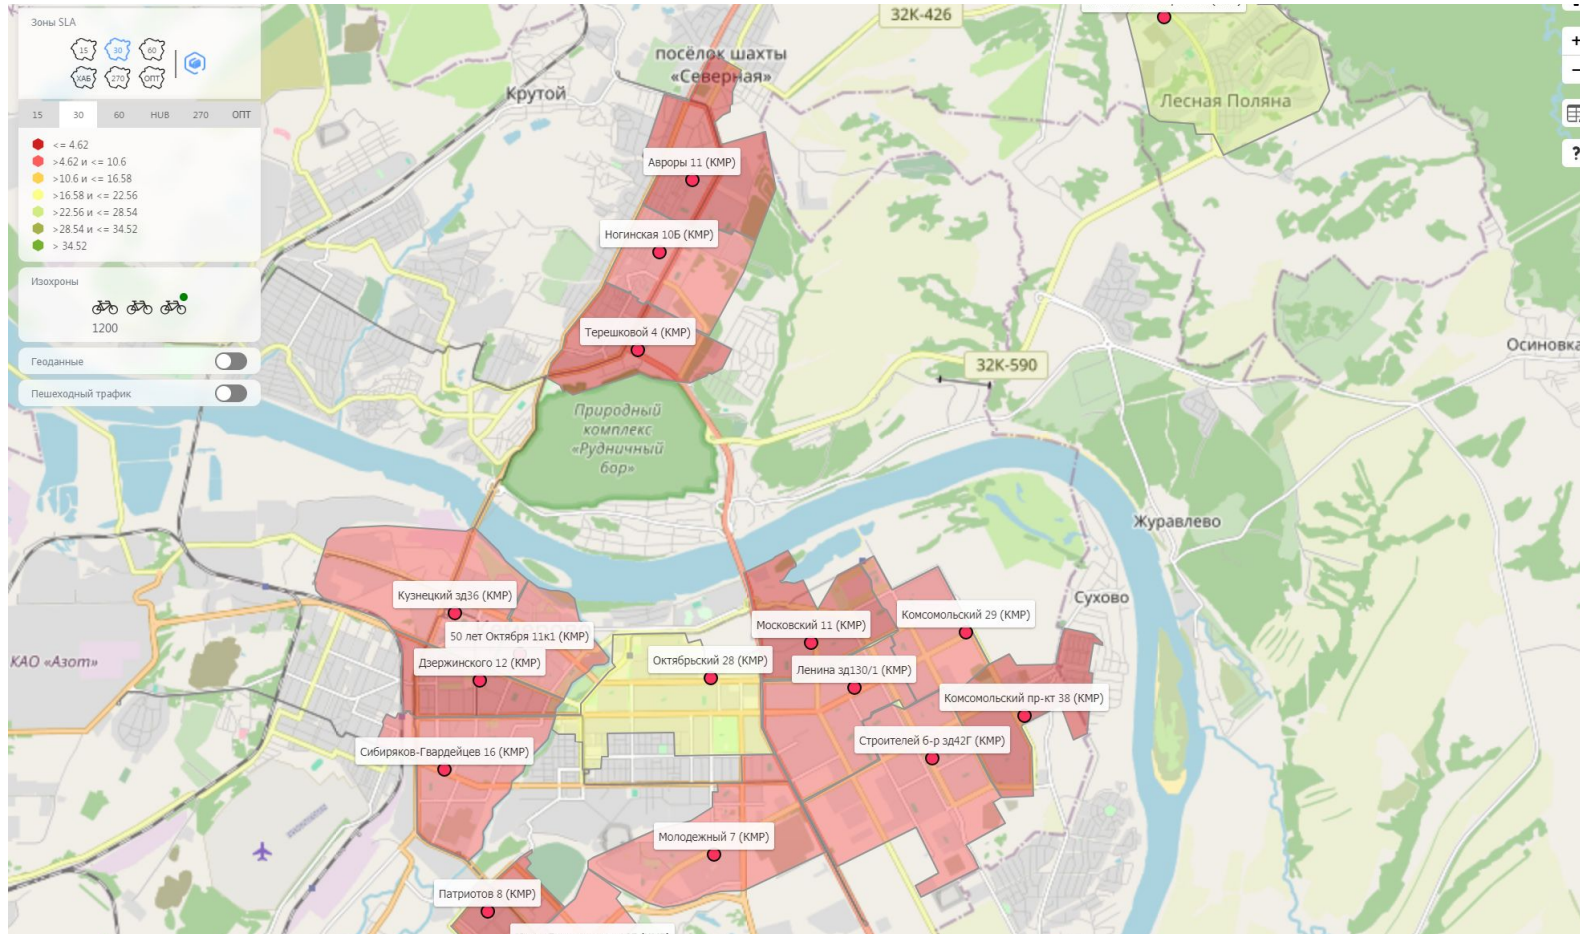 Зоны SLA
15 30 60
ХАБ 270 ОПТ
15 30 60 HUB 270 ОПТ
<= 4.62
>4.62 и <= 10.6
>10.6 и <= 16.58
>16.58 и <= 22.56
>22.56 и <= 28.54
>28.54 и <= 34.52
> 34.52
Изохроны
1200
Геоданные
Пешеходный трафик
32К-426
посёлок шахты
«Северная»
Крутой
Лесная Поляна
+
−
?
Авроры 11 (КМР)
Ногинская 10Б (КМР)
Терешковой 4 (КМР)
Осиновка
32К-590
Природный
комплекс
«Рудничный
бор»
Журавлево
Сухово
Кузнецкий зд36 (КМР)
50 лет Октября 11к1 (КМР)
Дзержинского 12 (КМР)
КАО «Азот»
Московский 11 (КМР)
Комсомольский 29 (КМР)
Октябрьский 28 (КМР)
Ленина зд130/1 (КМР)
Комсомольский пр-кт 38 (КМР)
Строителей б-р зд42Г (КМР)
Сибиряков-Гвардейцев 16 (КМР)
Молодежный 7 (КМР)
Патриотов 8 (КМР)